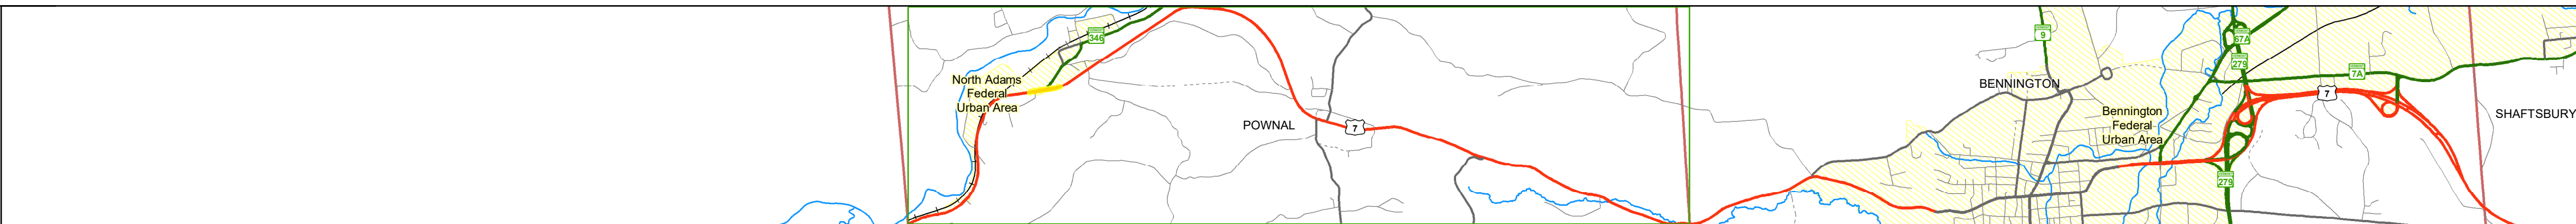 346
North Adams
Federal
Urban Area
POWNAL
7
9
BENNINGTON
Bennington
Federal
Urban Area
67A
279
7A
7
279
SHAFTSBURY